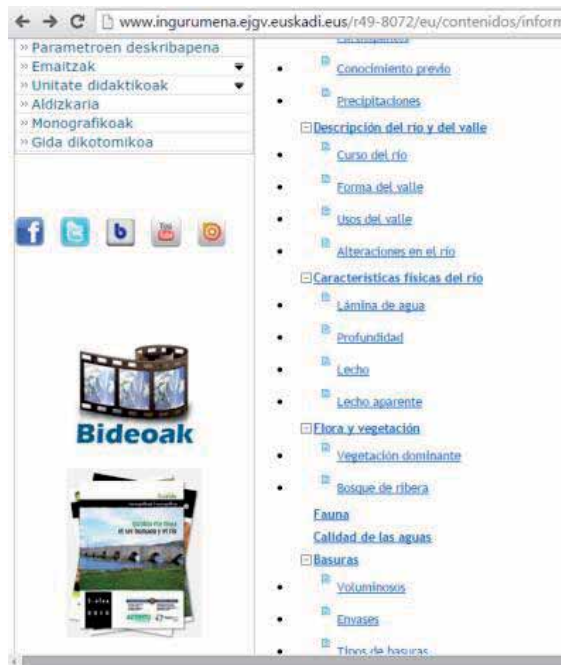 www.ingurumena.ejgv.euskadi.eus/r49-8072/eu/contenidos/inform
» Parametroen deskribapena
» Emaitzak
» Unitate didaktikoak
» Aldizkaria
» Monografikoak
» Gida dikotomikoa
Bideoak
Conocimiento previo
Precipitaciones
Descripción del río y del valle
Curso del río
Forma del valle
Usos del valle
Alteraciones en el río
Características físicas del río
Lámina de agua
Profundidad
Lecho
Lecho aparente
Flora y vegetación
Vegetación dominante
Bosque de ribera
Fauna
Calidad de las aguas
Basuras
Voluminosos
Envases
Tipos de basuras